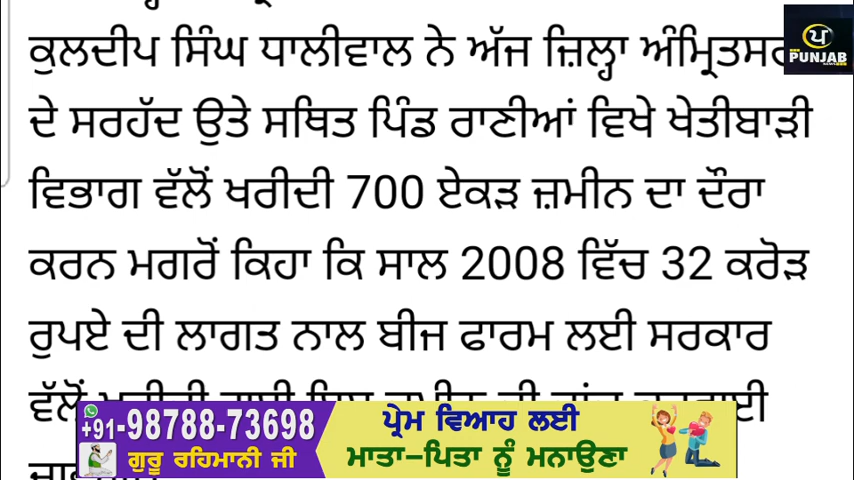 ਕੁਲਦੀਪ ਸਿੰਘ ਧਾਲੀਵਾਲ ਨੇ ਅੱਜ ਜ਼ਿਲ੍ਹਾ ਅੰਮ੍ਰਿਤਸਰ
ਦੇ ਸਰਹੱਦ ਉਤੇ ਸਥਿਤ ਪਿੰਡ ਰਾਣੀਆਂ ਵਿਖੇ ਖੇਤੀਬਾੜੀ
ਵਿਭਾਗ ਵੱਲੋਂ ਖਰੀਦੀ 700 ਏਕੜ ਜ਼ਮੀਨ ਦਾ ਦੌਰਾ
ਕਰਨ ਮਗਰੋਂ ਕਿਹਾ ਕਿ ਸਾਲ 2008 ਵਿੱਚ 32 ਕਰੋੜ
ਰੁਪਏ ਦੀ ਲਾਗਤ ਨਾਲ ਬੀਜ ਫਾਰਮ ਲਈ ਸਰਕਾਰ
ਵੱਲੋਂ
ਪ
PUNJAB
+91-98788-73698
ਗੁਰੂ ਰਹਿਮਾਨੀ ਜੀ
ਪ੍ਰੇਮ ਵਿਆਹ ਲਈ
ਮਾਤਾ-ਪਿਤਾ ਨੂੰ ਮਨਾਉਣਾ